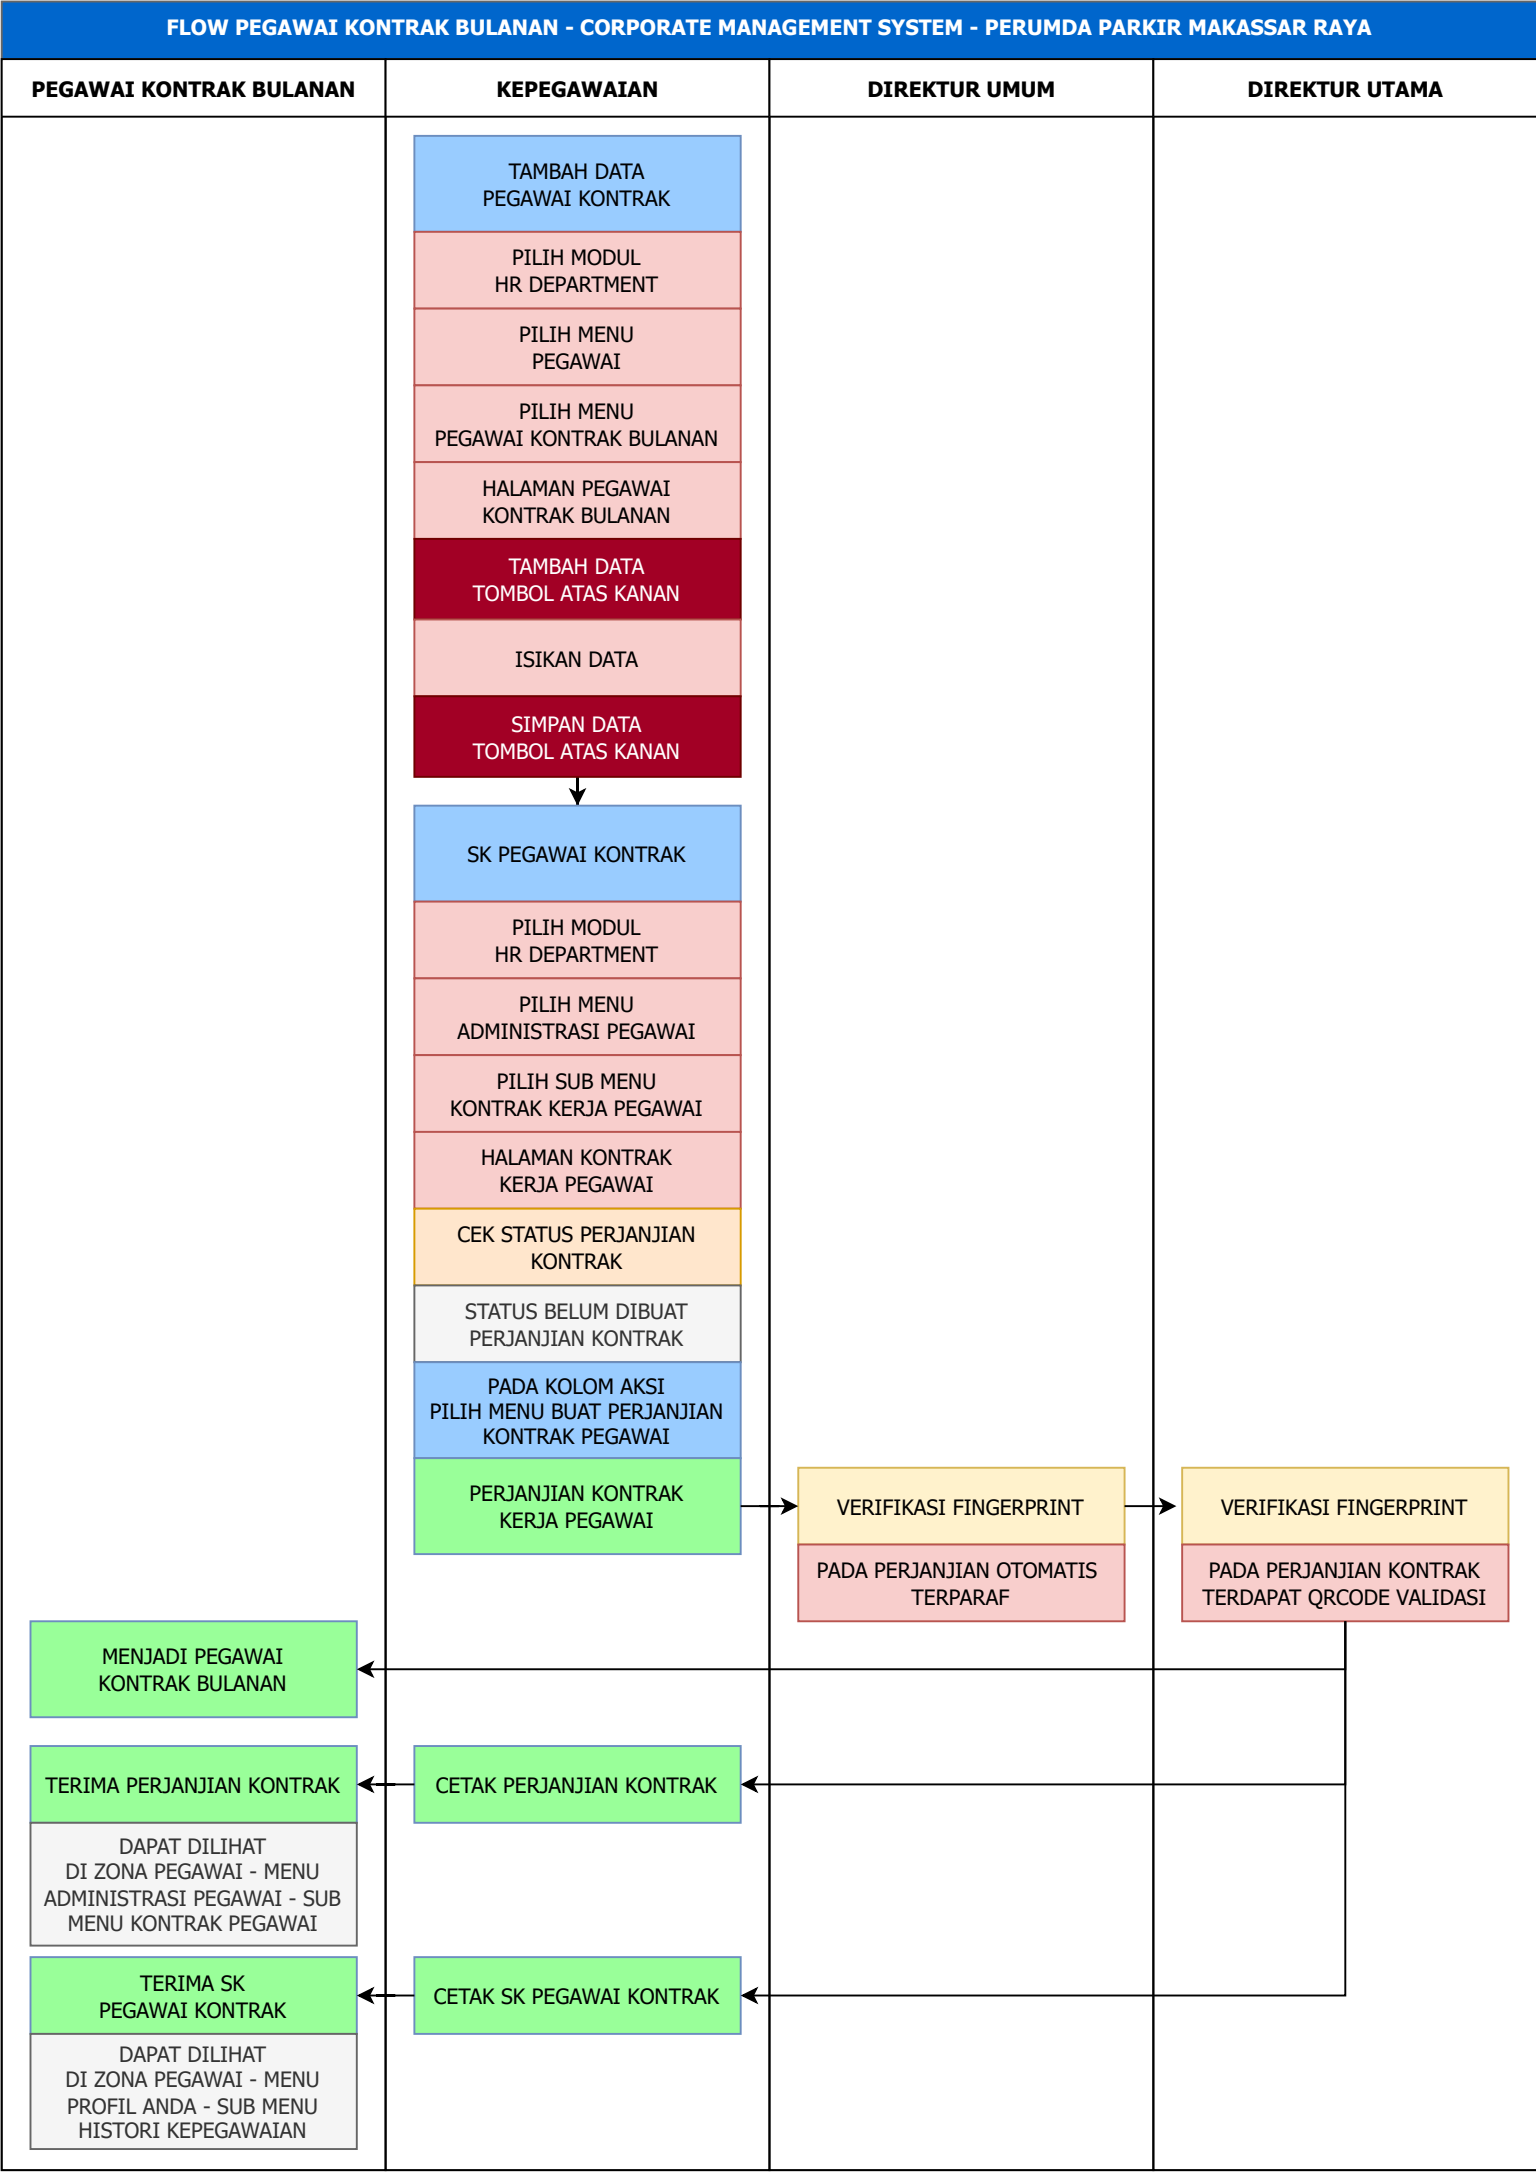 FLOW PEGAWAI KONTRAK BULANAN - CORPORATE MANAGEMENT SYSTEM - PERUMDA PARKIR MAKASSAR RAYA
PEGAWAI KONTRAK BULANAN
KEPEGAWAIAN
DIREKTUR UMUM
DIREKTUR UTAMA
TAMBAH DATA
PEGAWAI KONTRAK
PILIH MODUL
HR DEPARTMENT
PILIH MENU
PEGAWAI
PILIH MENU
PEGAWAI KONTRAK BULANAN
HALAMAN PEGAWAI
KONTRAK BULANAN
TAMBAH DATA
TOMBOL ATAS KANAN
ISIKAN DATA
SIMPAN DATA
TOMBOL ATAS KANAN
SK PEGAWAI KONTRAK
PILIH MODUL
HR DEPARTMENT
PILIH MENU
ADMINISTRASI PEGAWAI
PILIH SUB MENU
KONTRAK KERJA PEGAWAI
HALAMAN KONTRAK
KERJA PEGAWAI
CEK STATUS PERJANJIAN
KONTRAK
STATUS BELUM DIBUAT
PERJANJIAN KONTRAK
PADA KOLOM AKSI
PILIH MENU BUAT PERJANJIAN
KONTRAK PEGAWAI
PERJANJIAN KONTRAK
KERJA PEGAWAI
VERIFIKASI FINGERPRINT
PADA PERJANJIAN OTOMATIS
TERPARAF
VERIFIKASI FINGERPRINT
PADA PERJANJIAN KONTRAK
TERDAPAT QRCODE VALIDASI
MENJADI PEGAWAI
KONTRAK BULANAN
TERIMA PERJANJIAN KONTRAK
CETAK PERJANJIAN KONTRAK
DAPAT DILIHAT
DI ZONA PEGAWAI - MENU
ADMINISTRASI PEGAWAI - SUB
MENU KONTRAK PEGAWAI
TERIMA SK
PEGAWAI KONTRAK
CETAK SK PEGAWAI KONTRAK
DAPAT DILIHAT
DI ZONA PEGAWAI - MENU
PROFIL ANDA - SUB MENU
HISTORI KEPEGAWAIAN